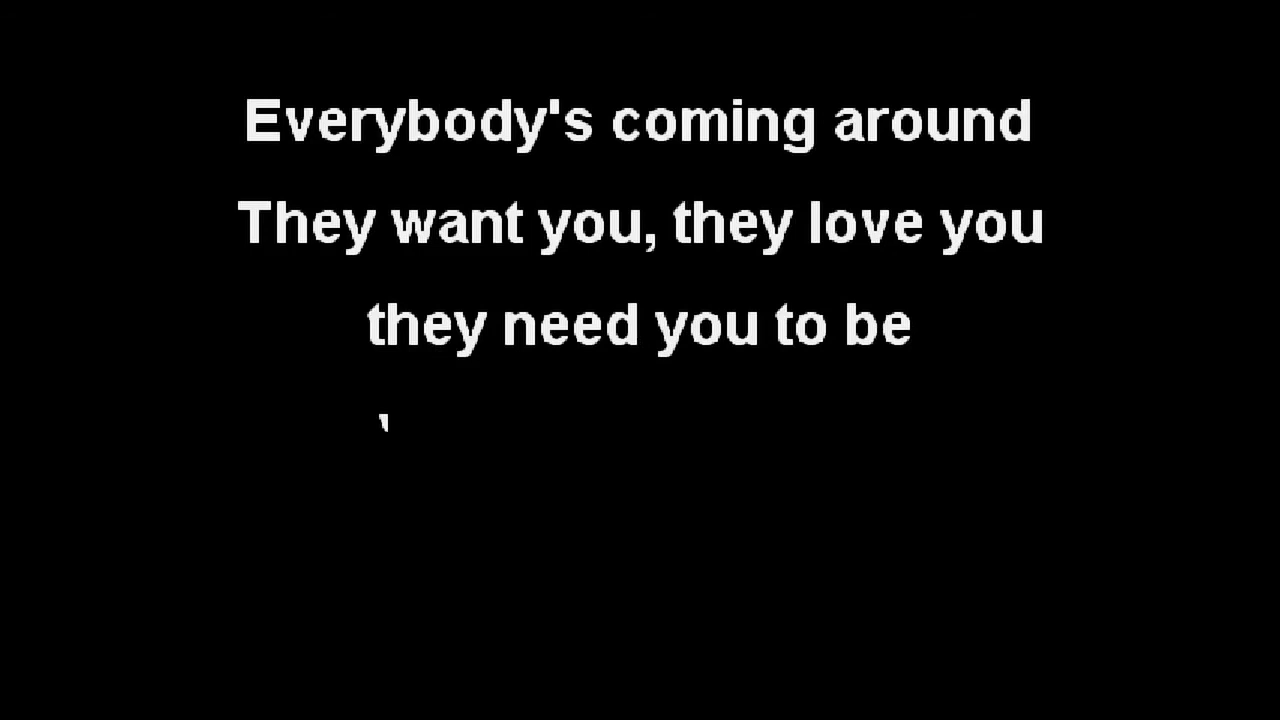 Everybody's coming around
They want you, they love you
they need you to be